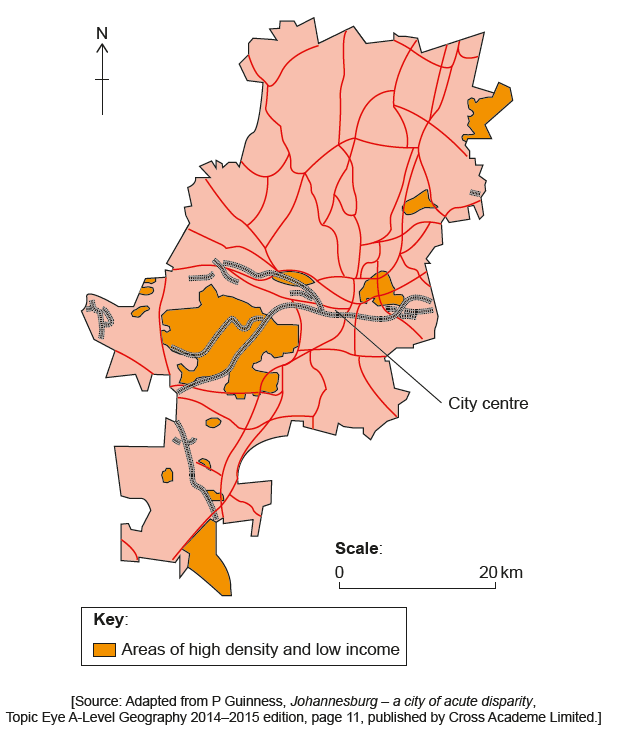 N
City centre
Scale:
0 20 km
Key:
Areas of high density and low income
[Source: Adapted from P Guinness, Johannesburg – a city of acute disparity,
Topic Eye A-Level Geography 2014–2015 edition, page 11, published by Cross Academe Limited.]